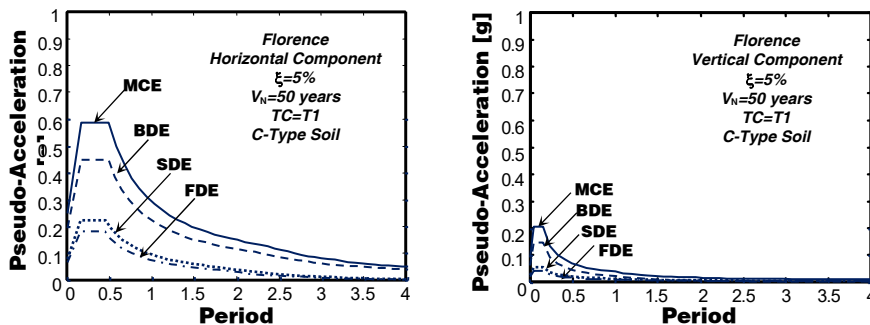 1
0.9
0.8
0.7
0.6
0.5
0.4
0.3
0.2
0.1
0
Pseudo-Acceleration
Florence
Horizontal Component
ξ=5%
VN=50 years
TC=T1
C-Type Soil
MCE
BDE
SDE
FDE
0 0.5 1 1.5 2 2.5 3 3.5 4
Period
1
0.9
0.8
0.7
0.6
0.5
0.4
0.3
0.2
0.1
0
Pseudo-Acceleration [g]
Florence
Vertical Component
ξ=5%
VN=50 years
TC=T1
C-Type Soil
MCE
BDE
SDE
FDE
0 0.5 1 1.5 2 2.5 3 3.5 4
Period